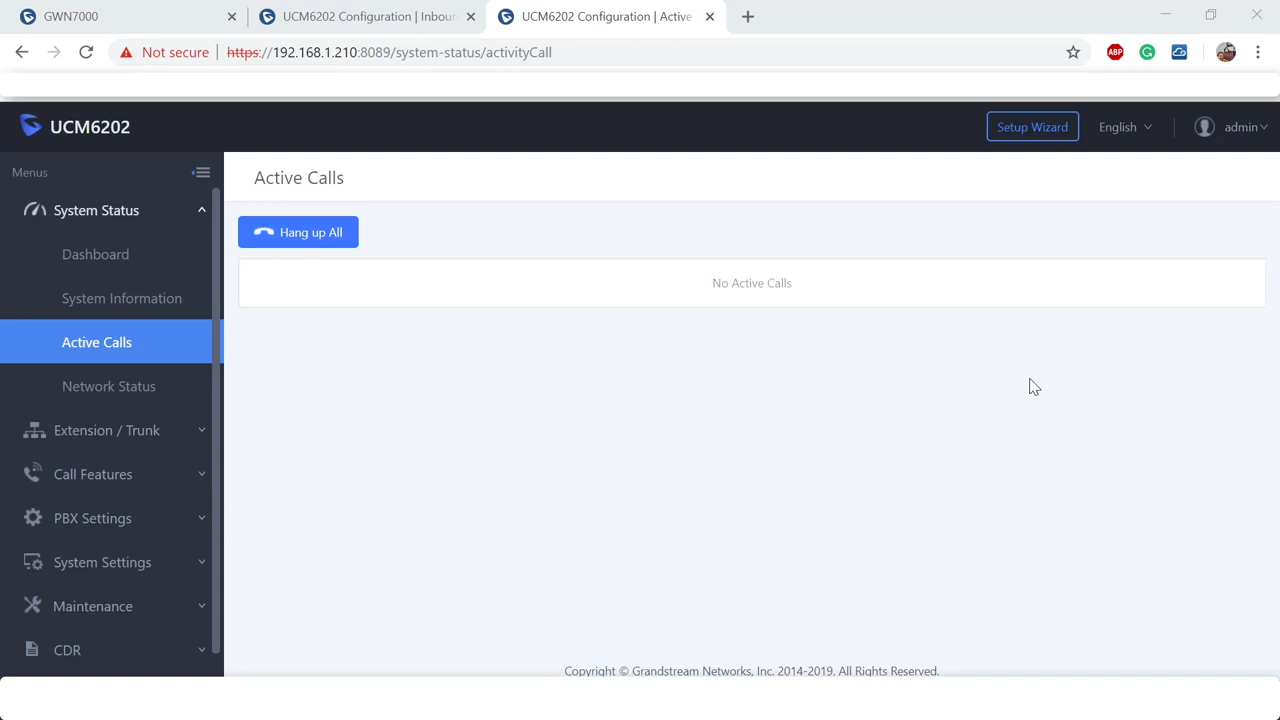 GWN7000
UCM6202 Configuration | Inboun
UCM6202 Configuration | Active
Not secure | https://192.168.1.210:8089/system-status/activityCall
ABP
UCM6202
Setup Wizard
English
admin
Menus
System Status
Dashboard
System Information
Active Calls
Network Status
Extension / Trunk
Call Features
PBX Settings
System Settings
Maintenance
CDR
Active Calls
Hang up All
No Active Calls
Copyright © Grandstream Networks, Inc. 2014-2019. All Rights Reserved.